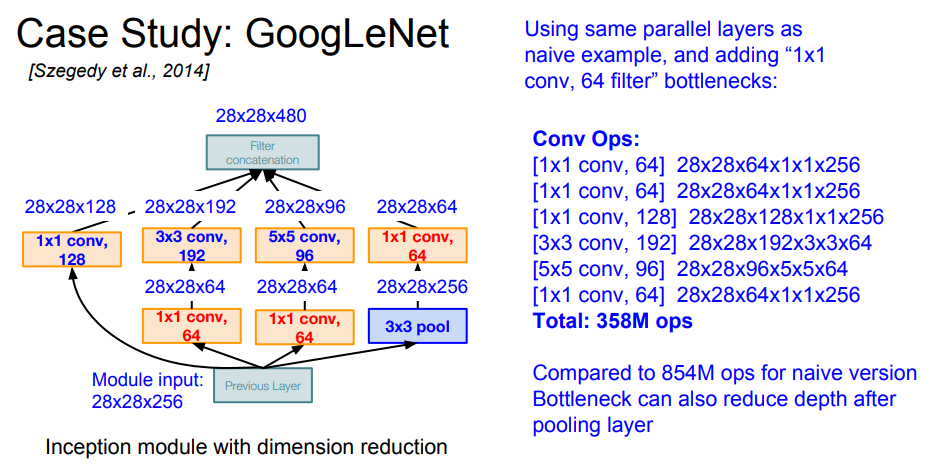 Case Study: GoogLeNet
[Szegedy et al., 2014]
28x28x480
Filter
concatenation
28x28x128
28x28x192
28x28x96
28x28x64
1x1 conv,
128
3x3 conv,
192
5x5 conv,
96
1x1 conv,
64
28x28x64
28x28x64
28x28x256
1x1 conv,
64
1x1 conv,
64
3x3 pool
Module input:
28x28x256
Previous Layer
Inception module with dimension reduction
Using same parallel layers as
naive example, and adding “1x1
conv, 64 filter” bottlenecks:
Conv Ops:
[1x1 conv, 64] 28x28x64x1x1x256
[1x1 conv, 64] 28x28x64x1x1x256
[1x1 conv, 128] 28x28x128x1x1x256
[3x3 conv, 192] 28x28x192x3x3x64
[5x5 conv, 96] 28x28x96x5x5x64
[1x1 conv, 64] 28x28x64x1x1x256
Total: 358M ops
Compared to 854M ops for naive version
Bottleneck can also reduce depth after
pooling layer